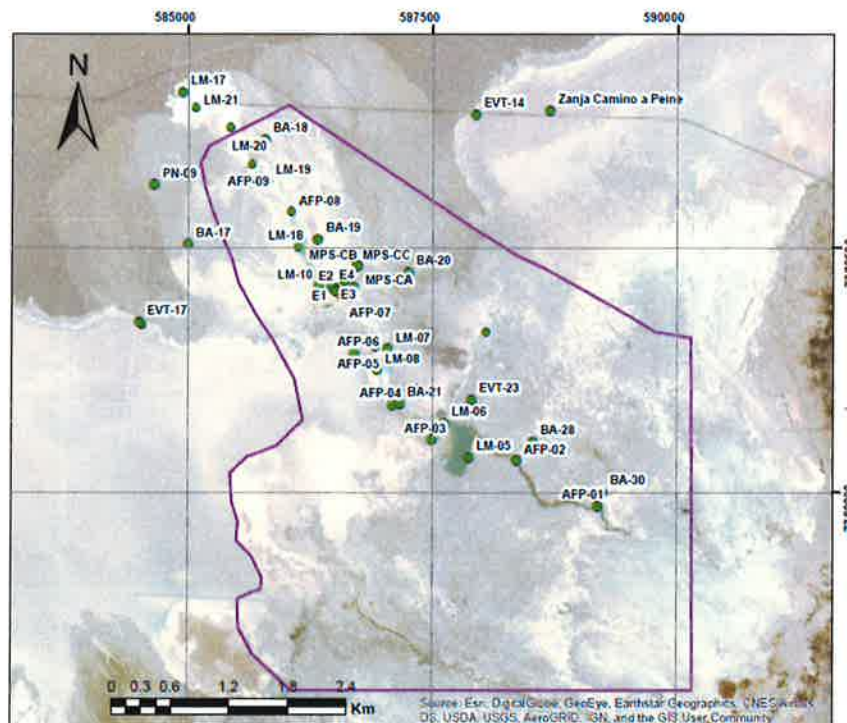 585000 587500 590000
N
LM-17
LM-21
EVT-14
Zanja Camino a Peine
BA-18
LM-20
LM-19
PN-09
AFP-09
AFP-08
BA-19
BA-17
LM-18
MPS-CB
MPS-CC
BA-20
LM-10
E2
E4
MPS-CA
E1
E3
EVT-17
AFP-07
AFP-06
LM-07
LM-08
AFP-05
AFP-04
BA-21
EVT-23
LM-06
AFP-03
BA-28
LM-05
AFP-02
BA-30
AFP-01
0 0.3 0.6 1.2 1.8 2.4
Km
Source: Esri, DigitalGlobe, GeoEye, Earthstar Geographics, CNES/Airbus
DS, USDA, USGS, AeroGRID, IGN, and the GIS User Community